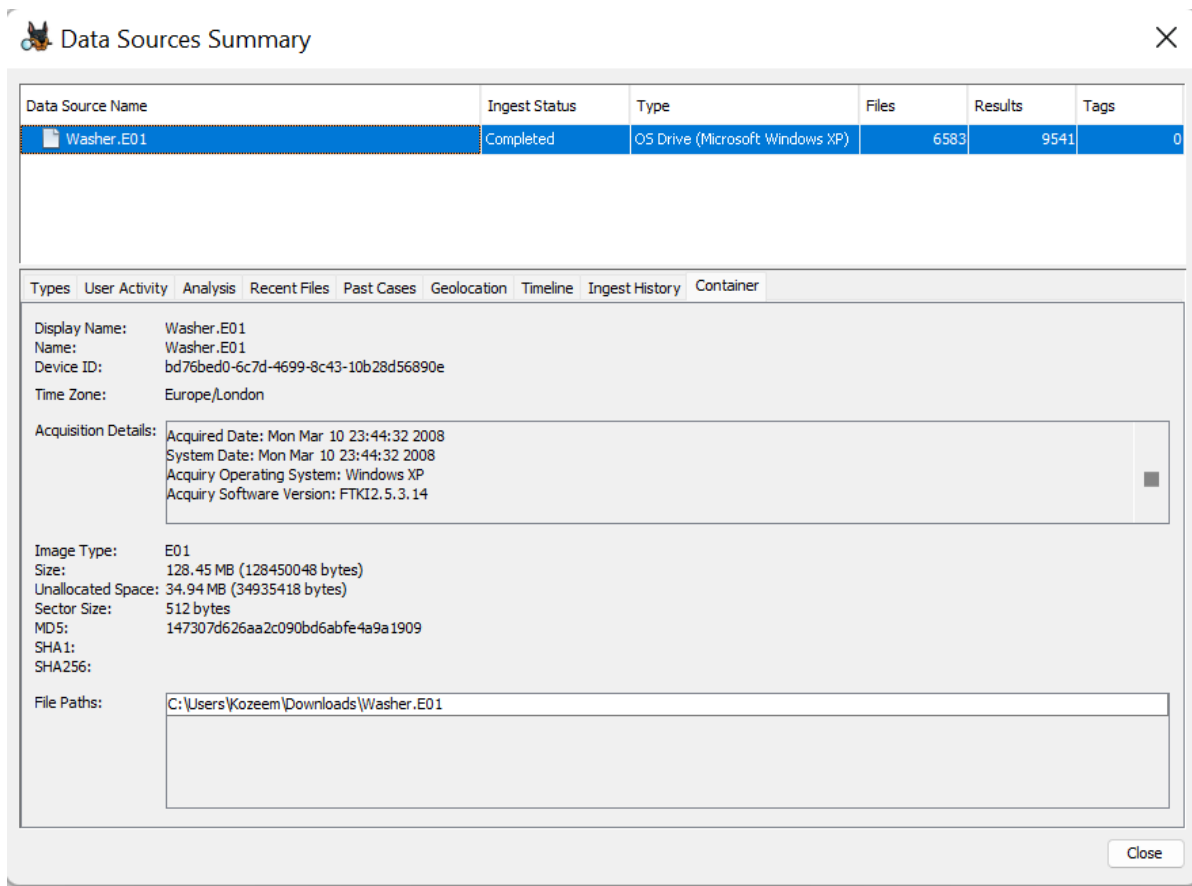 Data Sources Summary
Data Source Name Ingest Status Type Files Results Tags
Washer.E01 Completed OS Drive (Microsoft Windows XP) 6583 9541 0
Types User Activity Analysis Recent Files Past Cases Geolocation Timeline Ingest History Container
Display Name: Washer.E01
Name: Washer.E01
Device ID: bd76bed0-6c7d-4699-8c43-10b28d56890e
Time Zone: Europe/London
Acquisition Details: Acquired Date: Mon Mar 10 23:44:32 2008
System Date: Mon Mar 10 23:44:32 2008
Acquiry Operating System: Windows XP
Acquiry Software Version: FTKI2.5.3.14
Image Type: E01
Size: 128.45 MB (128450048 bytes)
Unallocated Space: 34.94 MB (34935418 bytes)
Sector Size: 512 bytes
MD5: 147307d626aa2c090bd6abfe4a9a1909
SHA1:
SHA256:
File Paths: C:\Users\Kozeem\Downloads\Washer.E01
Close